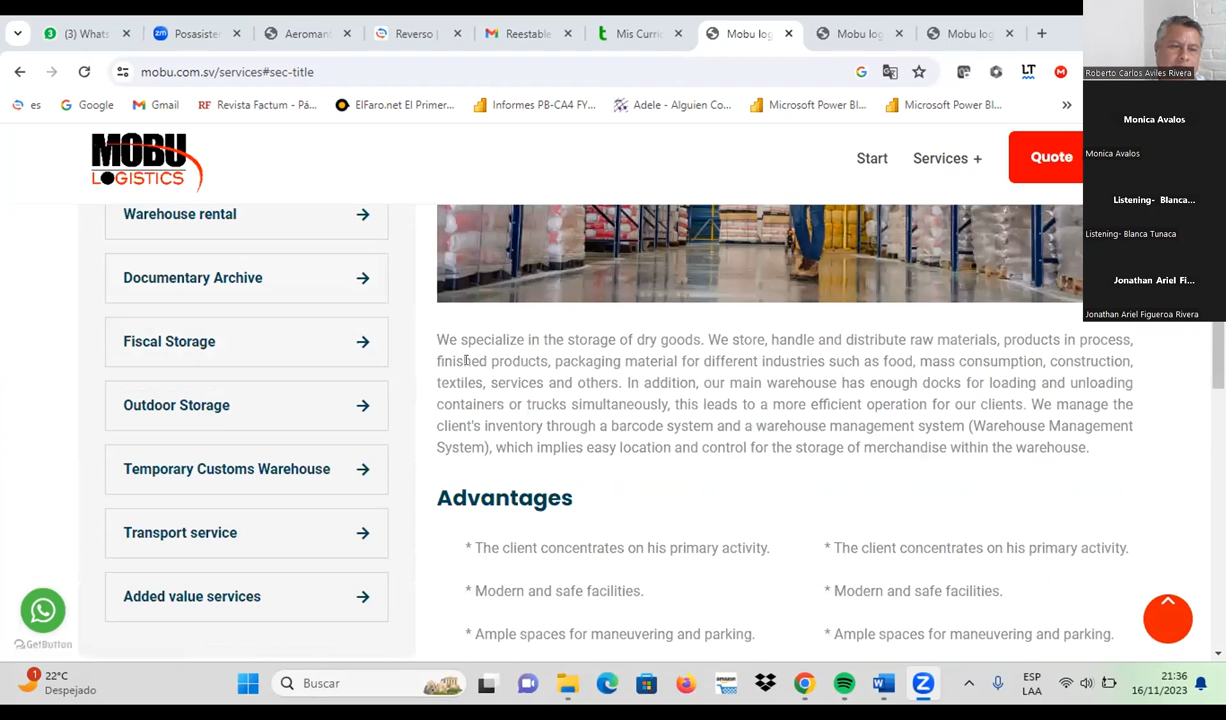 (3) Whats
Posasister
Aeroman
Reverso |
Reestable
Mis Curric
Mobu log
Mobu log
Mobu log
mobu.com.sv/services#sec-title
es
Google
Gmail
Revista Factum - Pá...
ElFaro.net El Primer...
Informes PB-CA4 FY...
Adele - Alguien Co...
Microsoft Power BI...
Microsoft Power BI...
MOBU
LOGISTICS
Start
Services +
Quote
Roberto Carlos Aviles Rivera
Monica Avalos
Monica Avalos
Listening- Blanca...
Listening- Blanca Tunaca
Jonathan Ariel Fi...
Jonathan Ariel Figueroa Rivera
Warehouse rental
Documentary Archive
Fiscal Storage
Outdoor Storage
Temporary Customs Warehouse
Transport service
Added value services
We specialize in the storage of dry goods. We store, handle and distribute raw materials, products in process,
finished products, packaging material for different industries such as food, mass consumption, construction,
textiles, services and others. In addition, our main warehouse has enough docks for loading and unloading
containers or trucks simultaneously, this leads to a more efficient operation for our clients. We manage the
client's inventory through a barcode system and a warehouse management system (Warehouse Management
System), which implies easy location and control for the storage of merchandise within the warehouse.
Advantages
* The client concentrates on his primary activity.
* The client concentrates on his primary activity.
* Modern and safe facilities.
* Modern and safe facilities.
* Ample spaces for maneuvering and parking.
* Ample spaces for maneuvering and parking.
GetButton
1
22°C
Despejado
Buscar
ESP
LAA
21:36
16/11/2023